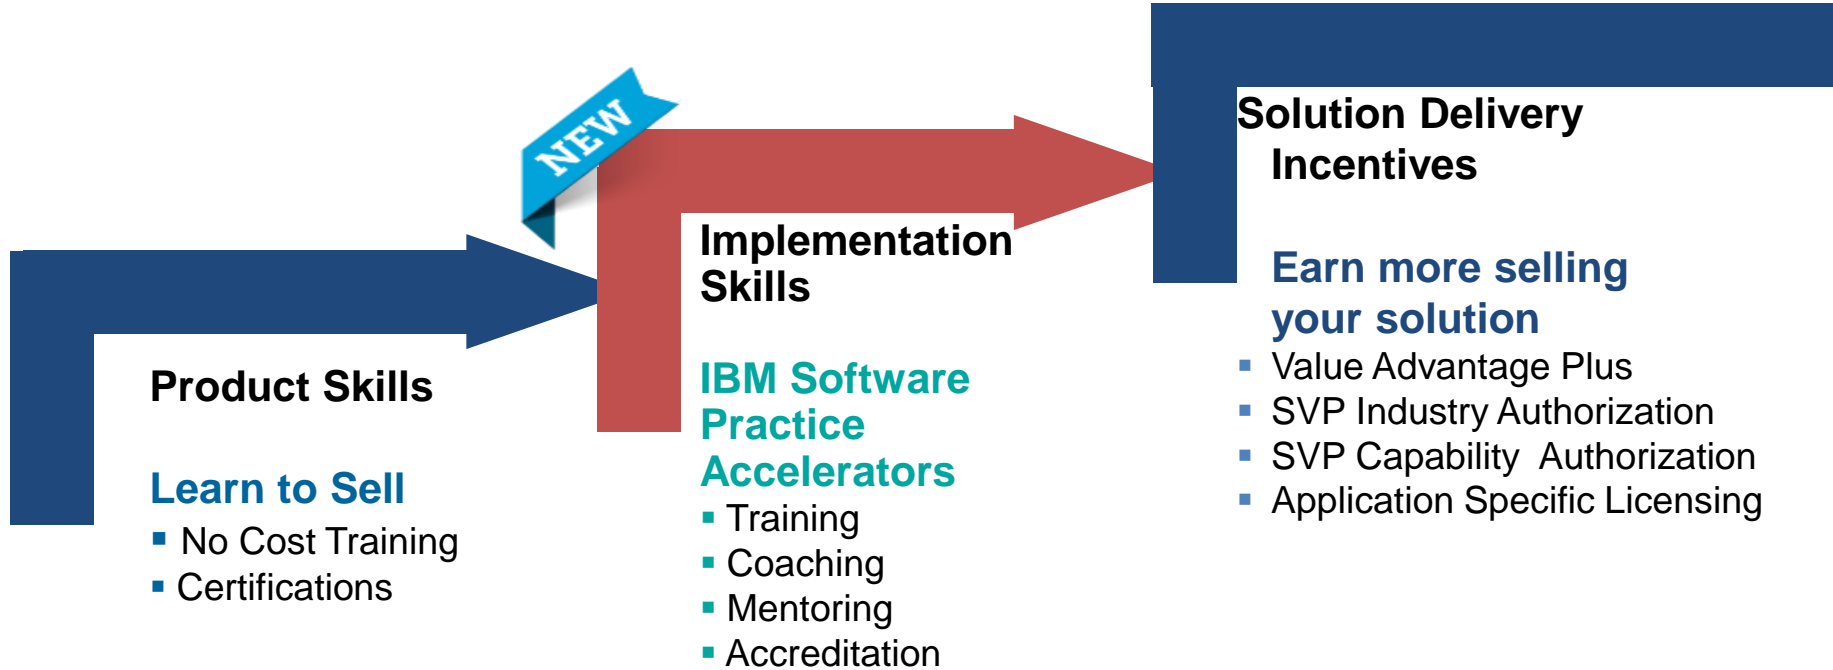 NEW
Product Skills
Learn to Sell
No Cost Training
Certifications
Implementation
Skills
IBM Software
Practice
Accelerators
Training
Coaching
Mentoring
Accreditation
Solution Delivery
Incentives
Earn more selling
your solution
Value Advantage Plus
SVP Industry Authorization
SVP Capability Authorization
Application Specific Licensing